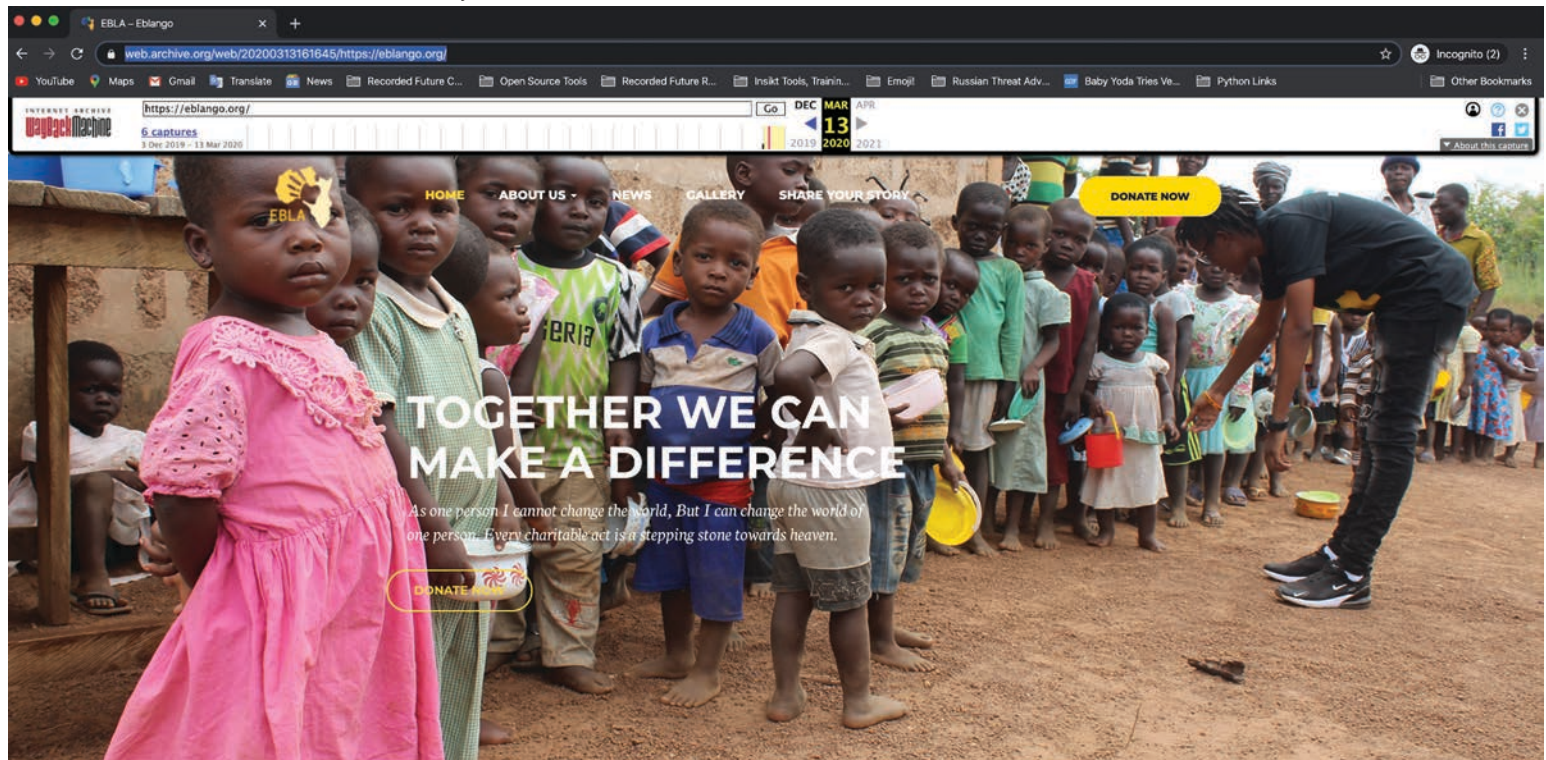 EBLA – Eblango
web.archive.org/web/20200313161645/https://eblango.org/
Incognito (2)
YouTube Maps Gmail Translate News Recorded Future C... Open Source Tools Recorded Future R... Insikt Tools, Trainin... Emoji! Russian Threat Adv... Baby Yoda Tries Ve... Python Links Other Bookmarks
INTERNET ARCHIVE
WayBackMachine
https://eblango.org/
Go
DEC MAR APR
13
2019 2020 2021
6 captures
3 Dec 2019 – 13 Mar 2020
About this capture
EBLA
HOME ABOUT US NEWS GALLERY SHARE YOUR STORY DONATE NOW
TOGETHER WE CAN
MAKE A DIFFERENCE
As one person I cannot change the world, But I can change the world of
one person. Every charitable act is a stepping stone towards heaven.
DONATE NOW